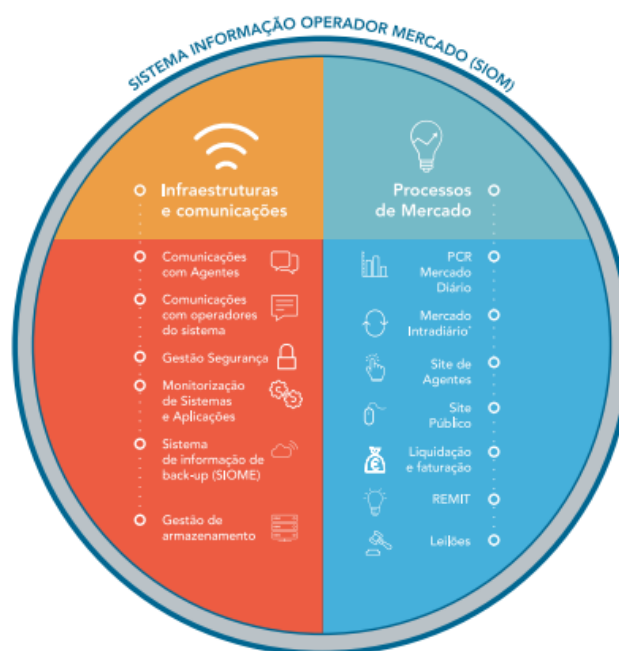 SISTEMA INFORMAÇÃO OPERADOR MERCADO (SIOM)
Infraestruturas
e comunicações
Comunicações
com Agentes
Comunicações
com operadores
do sistema
Gestão Segurança
Monitorização
de Sistemas
e Aplicações
Sistema
de informação de
back-up (SIOME)
Gestão de
armazenamento
Processos
de Mercado
PCR
Mercado
Diário
Mercado
Intradiário*
Site de
Agentes
Site
Público
Liquidação
e faturação
REMIT
Leilões